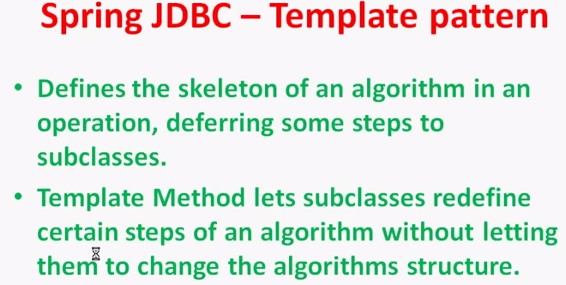 Spring JDBC – Template pattern
• Defines the skeleton of an algorithm in an
operation, deferring some steps to
subclasses.
• Template Method lets subclasses redefine
certain steps of an algorithm without letting
them to change the algorithms structure.